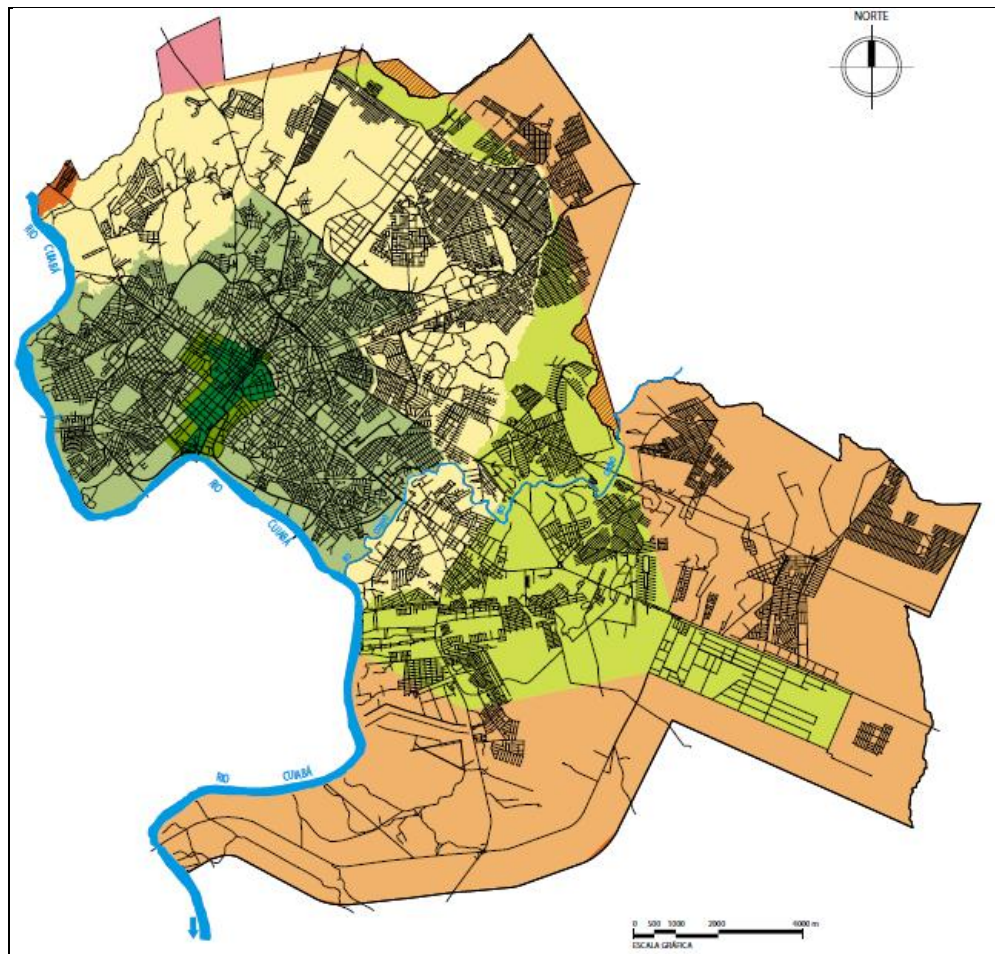 NORTE
RIO
CUIABÁ
RIO
CUIABÁ
RIO
CUIABÁ
0 500 1000 2000 4000 m
ESCALA GRÁFICA